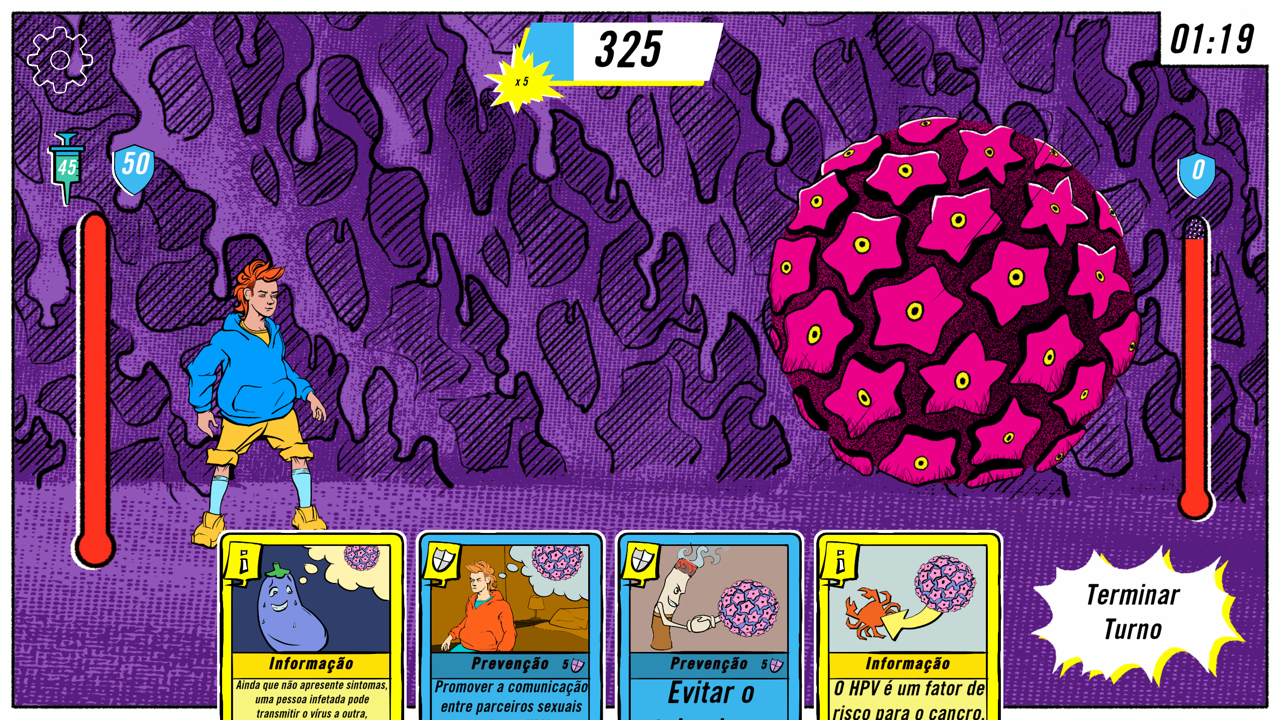 325
x 5
01:19
45
50
0
Informação
Ainda que não apresente sintomas,
uma pessoa infetada pode
transmitir o vírus a outra,
Prevenção 5
Promover a comunicação
entre parceiros sexuais
Prevenção 5
Evitar o
Informação
O HPV é um fator de
risco para o cancro.
Terminar
Turno